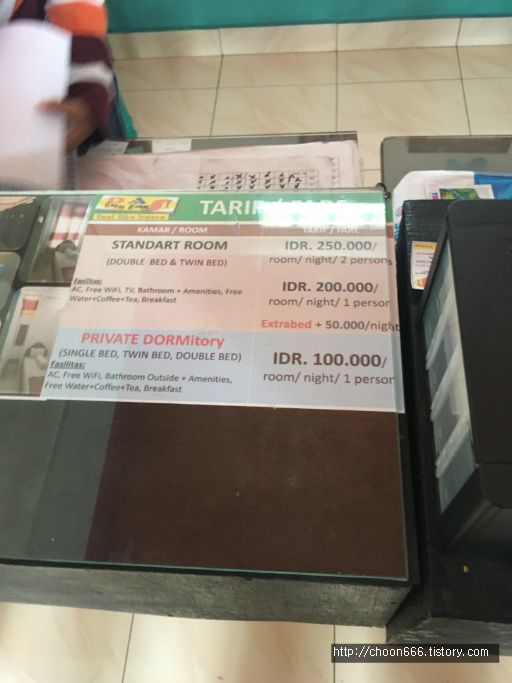 feel like home
TARIF / FARE
KAMAR / ROOM
TARIF / FARE
STANDART ROOM
(DOUBLE BED & TWIN BED)
IDR. 250.000/
room/ night/ 2 persons
Fasilitas:
AC, Free WiFi, TV, Bathroom + Amenities, Free
Water+Coffee+Tea, Breakfast
IDR. 200.000/
room/ night/ 1 person
Extrabed + 50.000/night
PRIVATE DORMitory
(SINGLE BED, TWIN BED, DOUBLE BED)
Fasilitas:
AC, Free WiFi, Bathroom Outside + Amenities,
Free Water+Coffee+Tea, Breakfast
IDR. 100.000/
room/ night/ 1 person
http://choon666.tistory.com